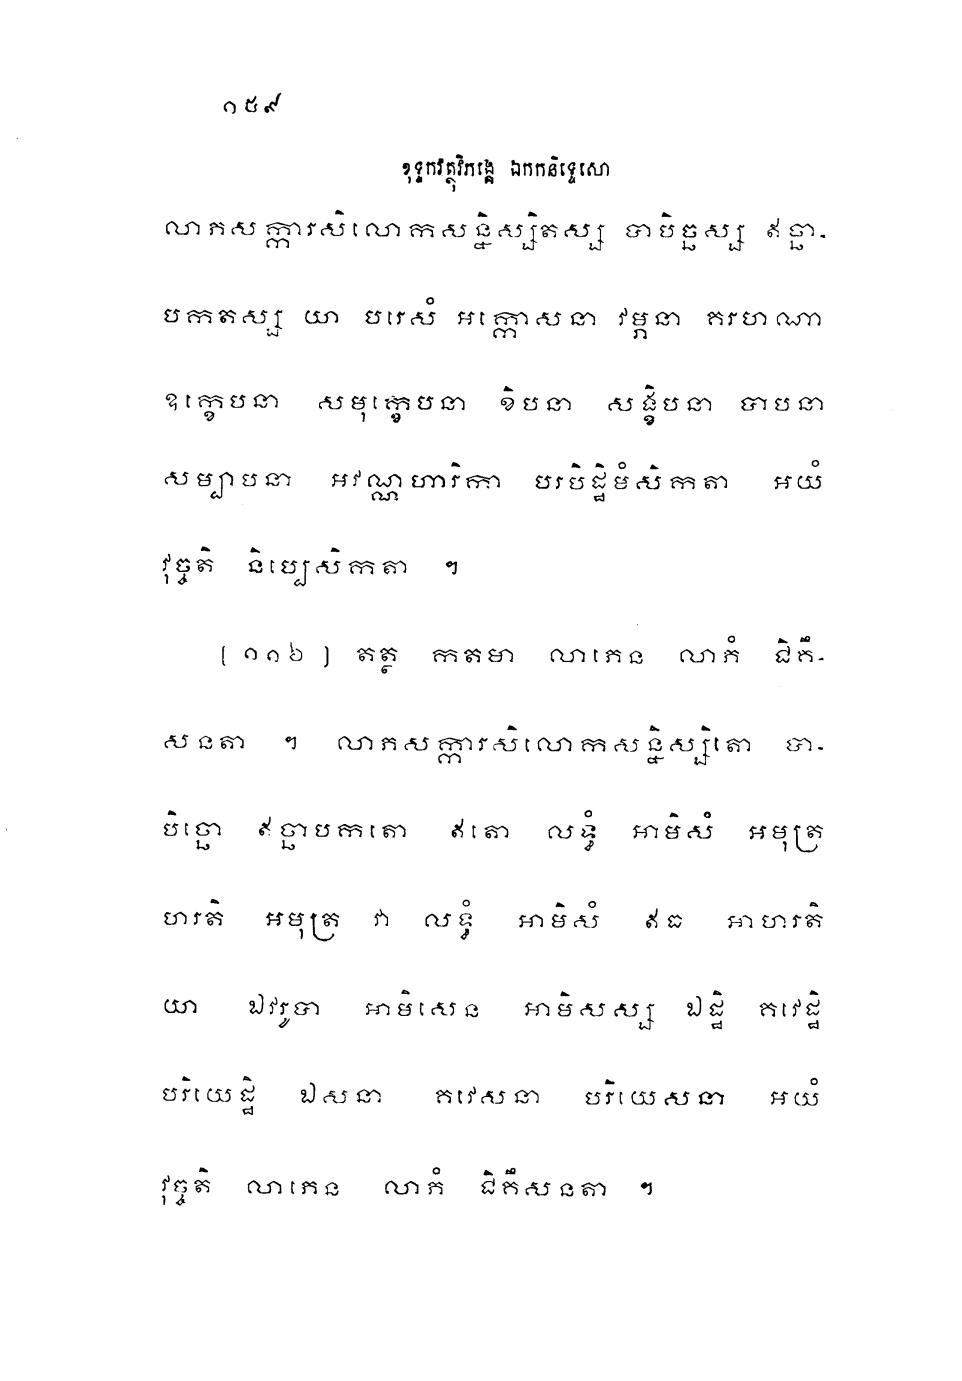 ១៥៩
ខុទ្ទកវត្ថុវិភង្គេ ឯកកនិទ្ទេសោ
លាភសក្ការសិលោកសន្និស្សិតស្ស បាបិច្ឆស្ស ឥច្ឆា-
បកតស្ស យា បរេសំ អក្កោសនា វម្ភនា គរហណា
ឧក្ខេបនា សមុក្ខេបនា ខិបនា សង្ខិបនា បាបនា
សម្បាបនា អវណ្ណហារិកា បរបិដ្ឋិមំសិកតា អយំ
វុច្ចតិ និប្បេសិកតា ។
[១១៦] តត្ថ កតមា លាភេន លាភំ ជិគឹ-
សនតា ។ លាភសក្ការសិលោកសន្និស្សិតោ បា-
បិច្ឆោ ឥច្ឆាបកតោ ឥតោ លទ្ធំ អាមិសំ អមុត្រ
ហរតិ អមុត្រ វា លទ្ធំ អាមិសំ ឥធ អាហរតិ
យា ឯវរូបា អាមិសេន អាមិសស្ស ឯដ្ឋិ គវេដ្ឋិ
បរិយេដ្ឋិ ឯសនា គវេសនា បរិយេសនា អយំ
វុច្ចតិ លាភេន លាភំ ជិគឹសនតា ។